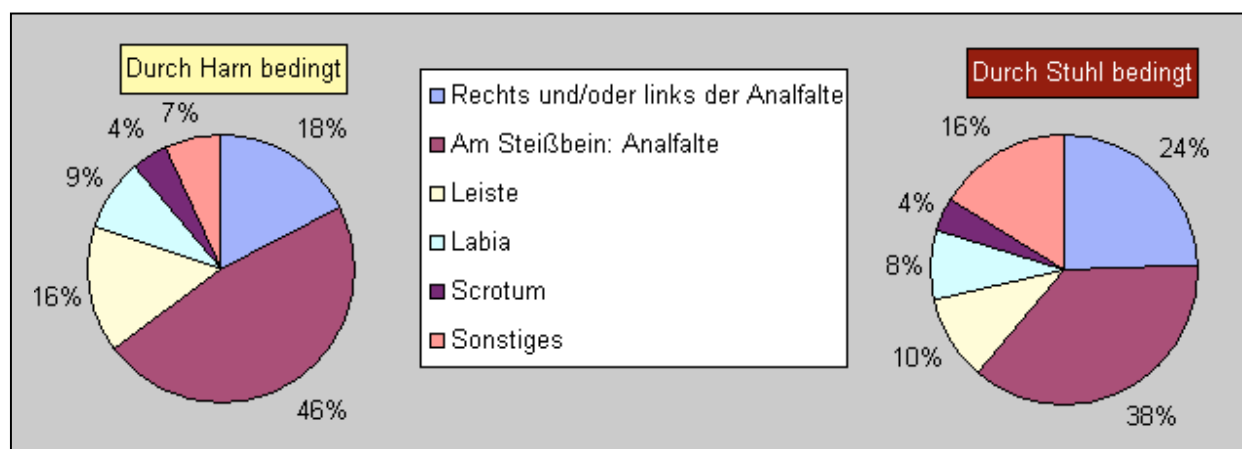 Durch Harn bedingt
7%
4%
18%
9%
16%
46%
Rechts und/oder links der Analfalte
Am Steißbein: Analfalte
Leiste
Labia
Scrotum
Sonstiges
Durch Stuhl bedingt
16%
24%
4%
8%
10%
38%